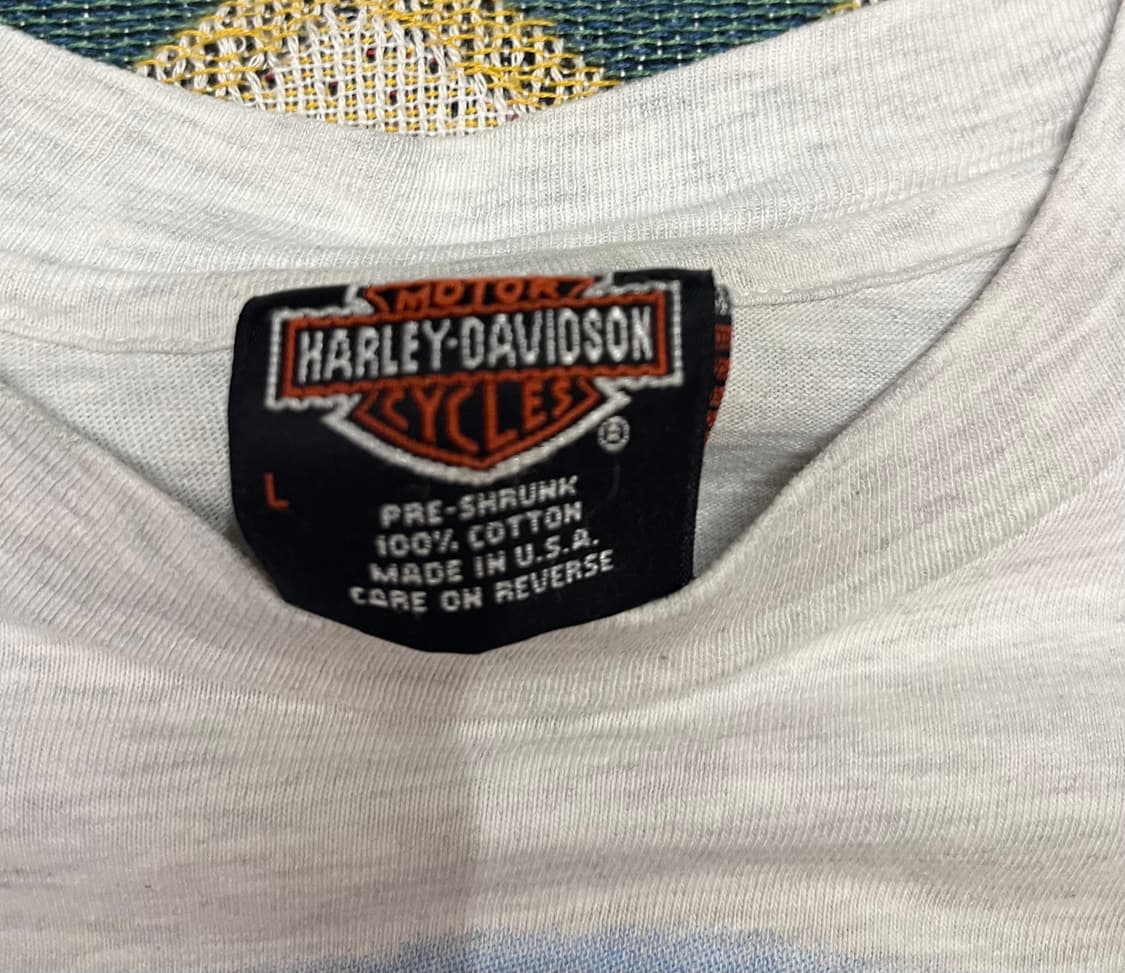 MOTOR
HARLEY-DAVIDSON
CYCLES
®
L
PRE-SHRUNK
100% COTTON
MADE IN U.S.A.
CARE ON REVERSE